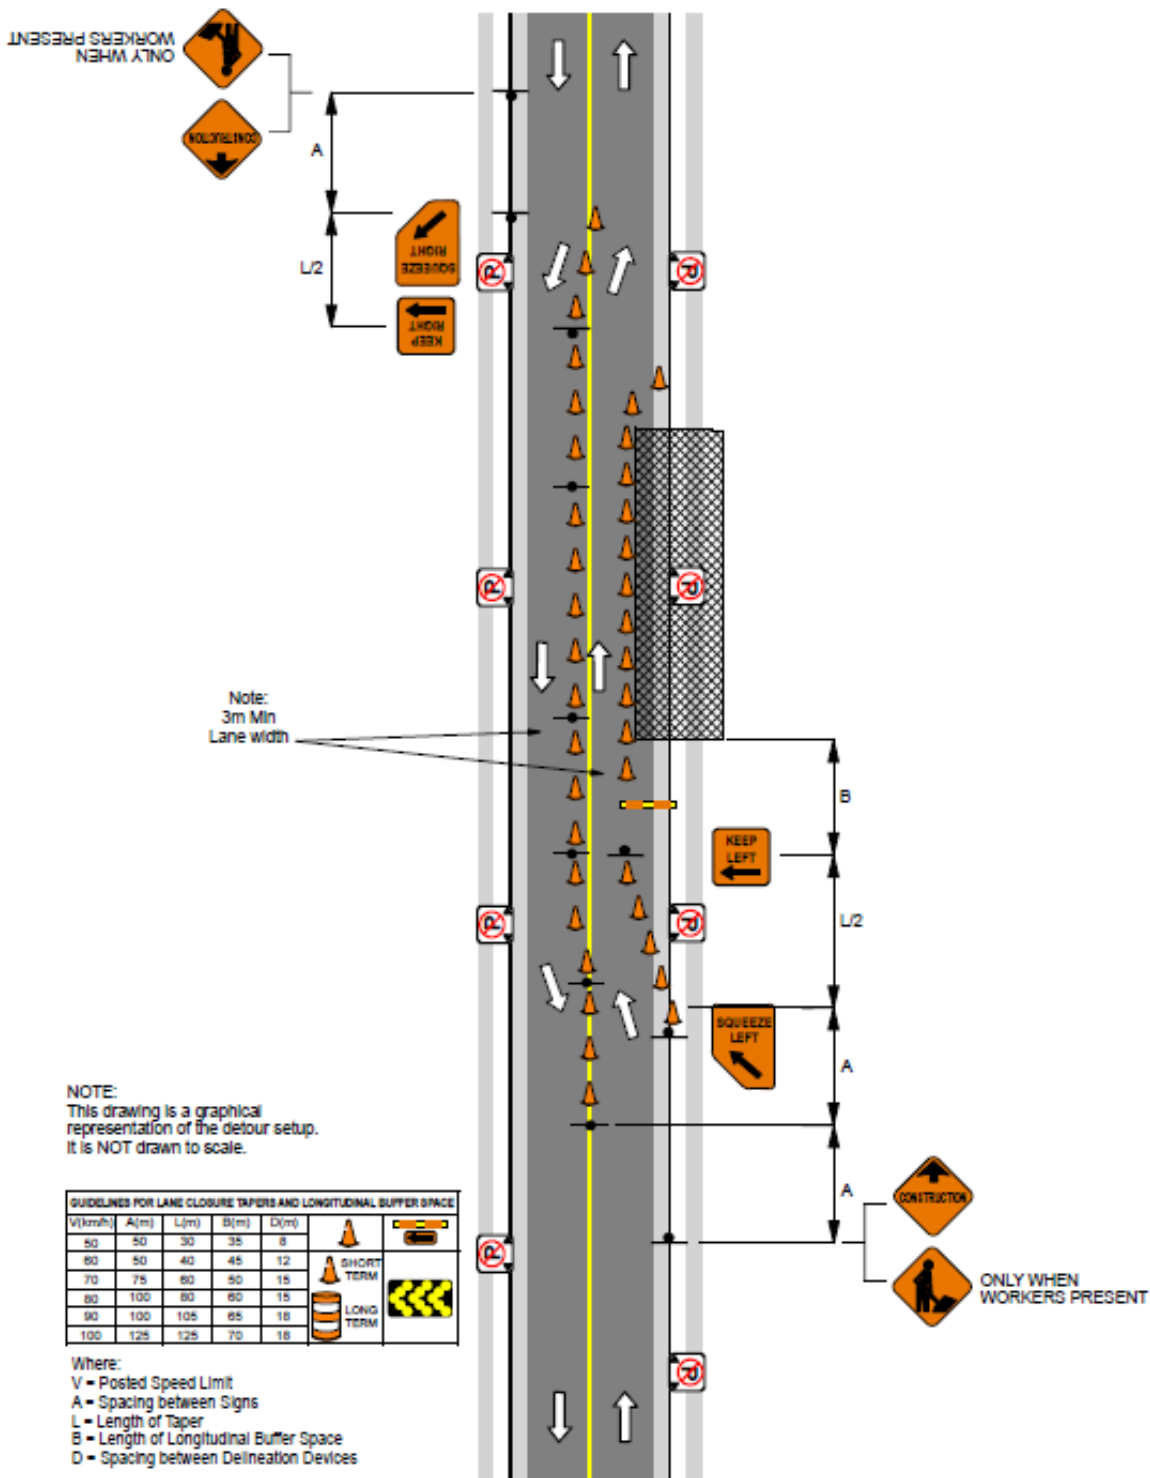 ONLY WHEN
WORKERS PRESENT
CONSTRUCTION
A
SQUEEZE
RIGHT
L/2
KEEP
RIGHT
P
P
P
P
P
P
P
P
Note:
3m Min
Lane width
B
KEEP
LEFT
L/2
SQUEEZE
LEFT
A
A
CONSTRUCTION
ONLY WHEN
WORKERS PRESENT
NOTE:
This drawing is a graphical
representation of the detour setup.
It is NOT drawn to scale.
GUIDELINES FOR LANE CLOSURE TAPERS AND LONGITUDINAL BUFFER SPACE
V(km/h) A(m) L(m) B(m) D(m)
50 50 30 35 8
60 50 40 45 12
70 75 60 50 15
80 100 80 60 15
90 100 105 65 18
100 125 125 70 18
SHORT
TERM
LONG
TERM
Where:
V = Posted Speed Limit
A = Spacing between Signs
L = Length of Taper
B = Length of Longitudinal Buffer Space
D = Spacing between Delineation Devices